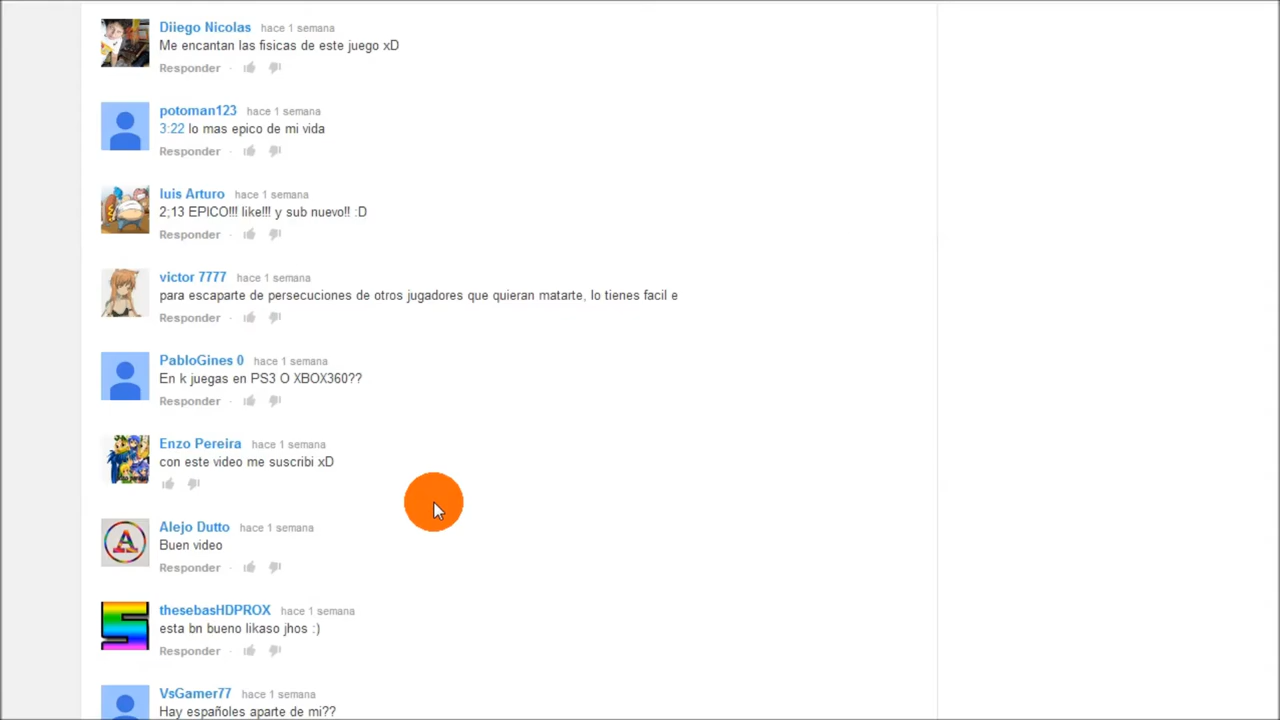 Diiego Nicolas hace 1 semana
Me encantan las fisicas de este juego xD
Responder ·
potoman123 hace 1 semana
3:22 lo mas epico de mi vida
Responder ·
luis Arturo hace 1 semana
2;13 EPICO!!! like!!! y sub nuevo!! :D
Responder ·
victor 7777 hace 1 semana
para escaparte de persecuciones de otros jugadores que quieran matarte, lo tienes facil e
Responder ·
PabloGines 0 hace 1 semana
En k juegas en PS3 O XBOX360??
Responder ·
Enzo Pereira hace 1 semana
con este video me suscribi xD
Alejo Dutto hace 1 semana
A
Buen video
Responder ·
thesebasHDPROX hace 1 semana
S
esta bn bueno likaso jhos :)
Responder ·
VsGamer77 hace 1 semana
Hay españoles aparte de mi??